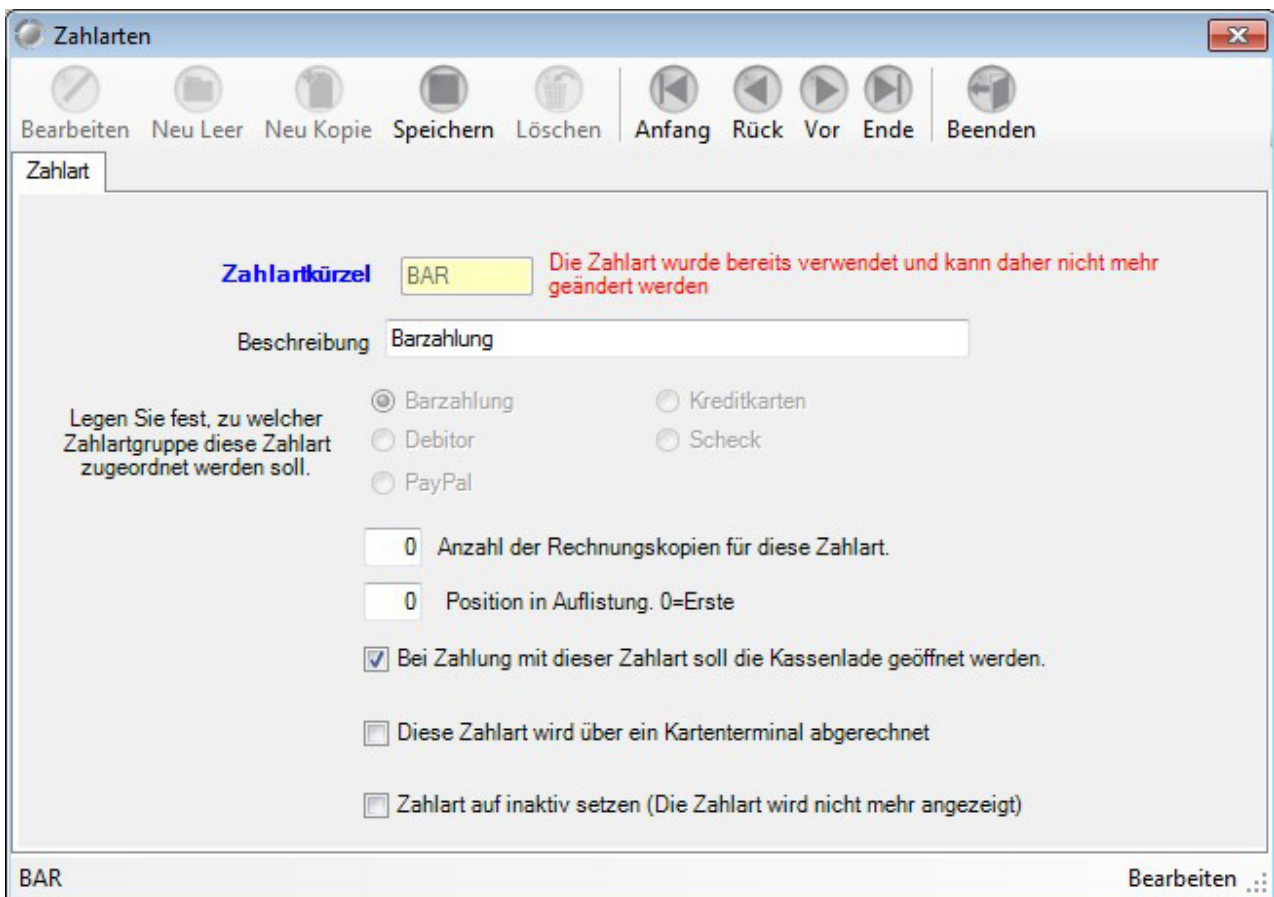 Zahlarten
Bearbeiten Neu Leer Neu Kopie Speichern Löschen Anfang Rück Vor Ende Beenden
Zahlart
Zahlartkürzel BAR Die Zahlart wurde bereits verwendet und kann daher nicht mehr
geändert werden
Beschreibung Barzahlung
Legen Sie fest, zu welcher
Zahlartgruppe diese Zahlart
zugeordnet werden soll.
Barzahlung Kreditkarten
Debitor Scheck
PayPal
0 Anzahl der Rechnungskopien für diese Zahlart.
0 Position in Auflistung. 0=Erste
Bei Zahlung mit dieser Zahlart soll die Kassenlade geöffnet werden.
Diese Zahlart wird über ein Kartenterminal abgerechnet
Zahlart auf inaktiv setzen (Die Zahlart wird nicht mehr angezeigt)
BAR Bearbeiten